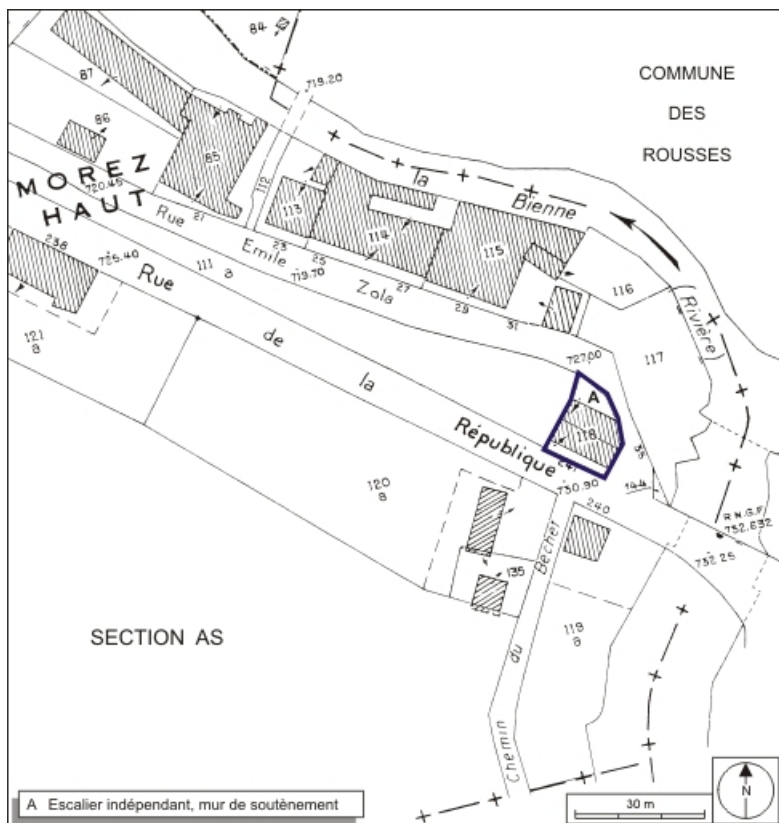 84
COMMUNE
DES
ROUSSES
719.20
87
86
85
112
MOREZ
HAUT
720.45
la
Bienne
113
114
115
116
117
(Rivière)
21
23
25
27
29
31
Rue
Emile
Zola
719.70
111
a
238
725.40
Rue
de
la
République
727.00
A
118
241
38
121
a
730.90
144
240
R.N.G.F
732.632
732.25
120
a
135
119
a
Chemin
du
Bechet
SECTION AS
A Escalier indépendant, mur de soutènement
30 m
N